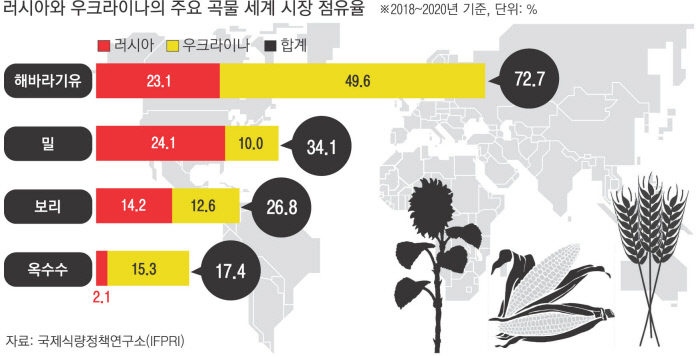 러시아와 우크라이나의 주요 곡물 세계 시장 점유율 ※2018~2020년 기준, 단위: %
러시아 우크라이나 합계
해바라기유 23.1 49.6 72.7
밀 24.1 10.0 34.1
보리 14.2 12.6 26.8
옥수수 15.3 17.4
2.1
자료: 국제식량정책연구소(IFPRI)